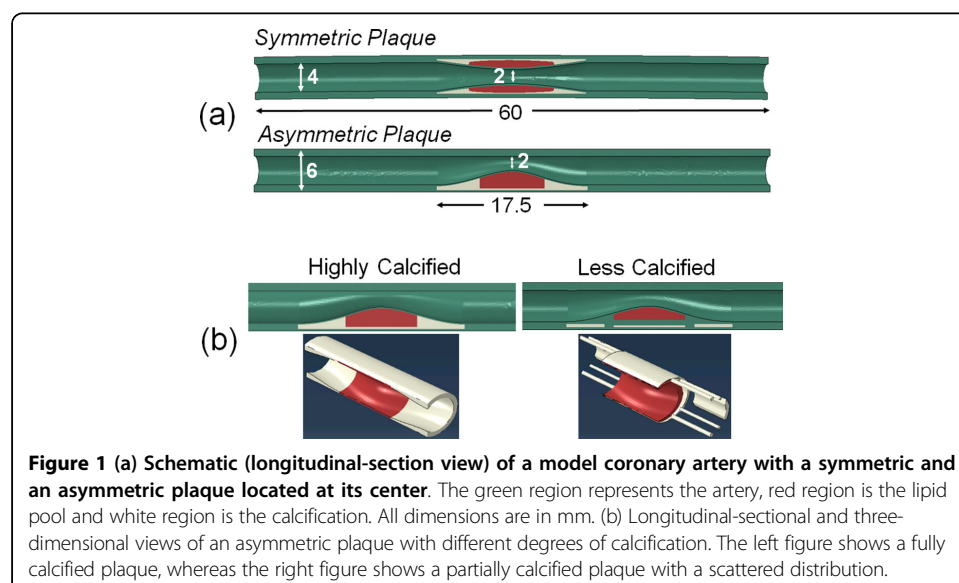 Symmetric Plaque
4
2
60
(a)
Asymmetric Plaque
6
2
17.5
Highly Calcified Less Calcified
(b)
Figure 1 (a) Schematic (longitudinal-section view) of a model coronary artery with a symmetric and
an asymmetric plaque located at its center. The green region represents the artery, red region is the lipid
pool and white region is the calcification. All dimensions are in mm. (b) Longitudinal-sectional and three-
dimensional views of an asymmetric plaque with different degrees of calcification. The left figure shows a fully
calcified plaque, whereas the right figure shows a partially calcified plaque with a scattered distribution.